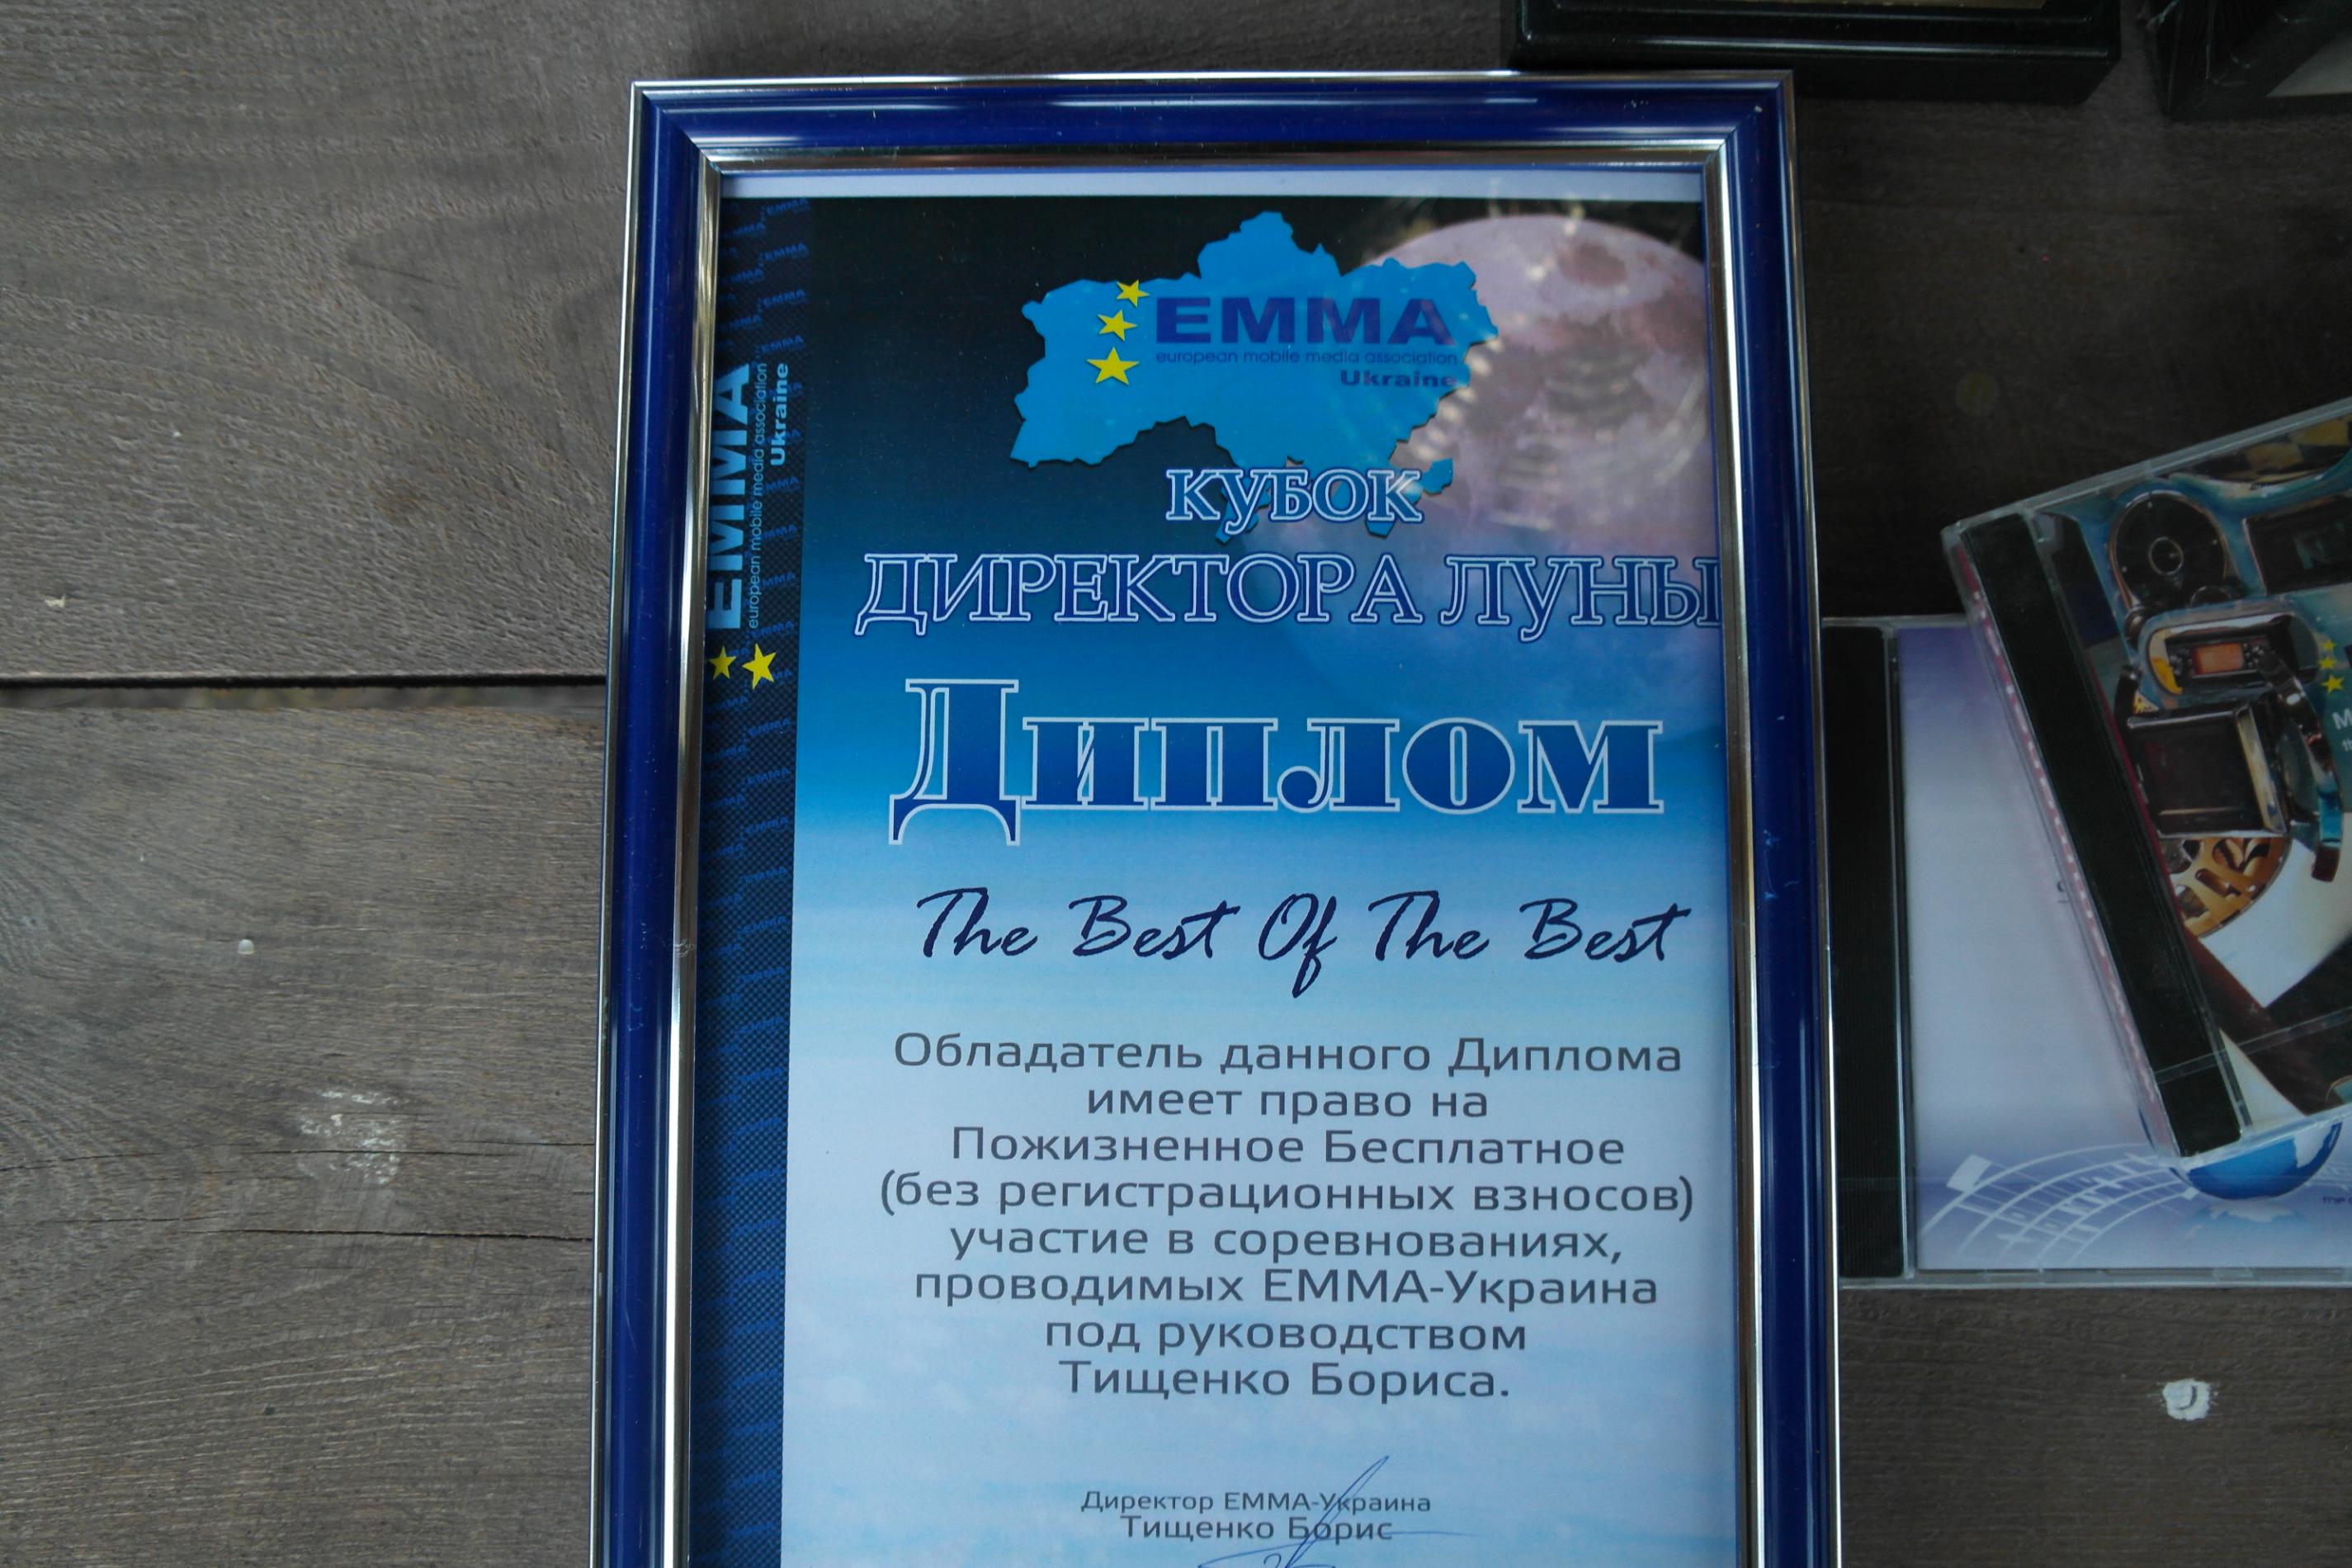 EMMA
european mobile media association
Ukraine
EMMA
european mobile media association
Ukraine
КУБОК
ДИРЕКТОРА ЛУНЫ
Диплом
The Best Of The Best
Обладатель данного Диплома
имеет право на
Пожизненное Бесплатное
(без регистрационных взносов)
участие в соревнованиях,
проводимых ЕММА-Украина
под руководством
Тищенко Бориса.
Директор ЕММА-Украина
Тищенко Борис